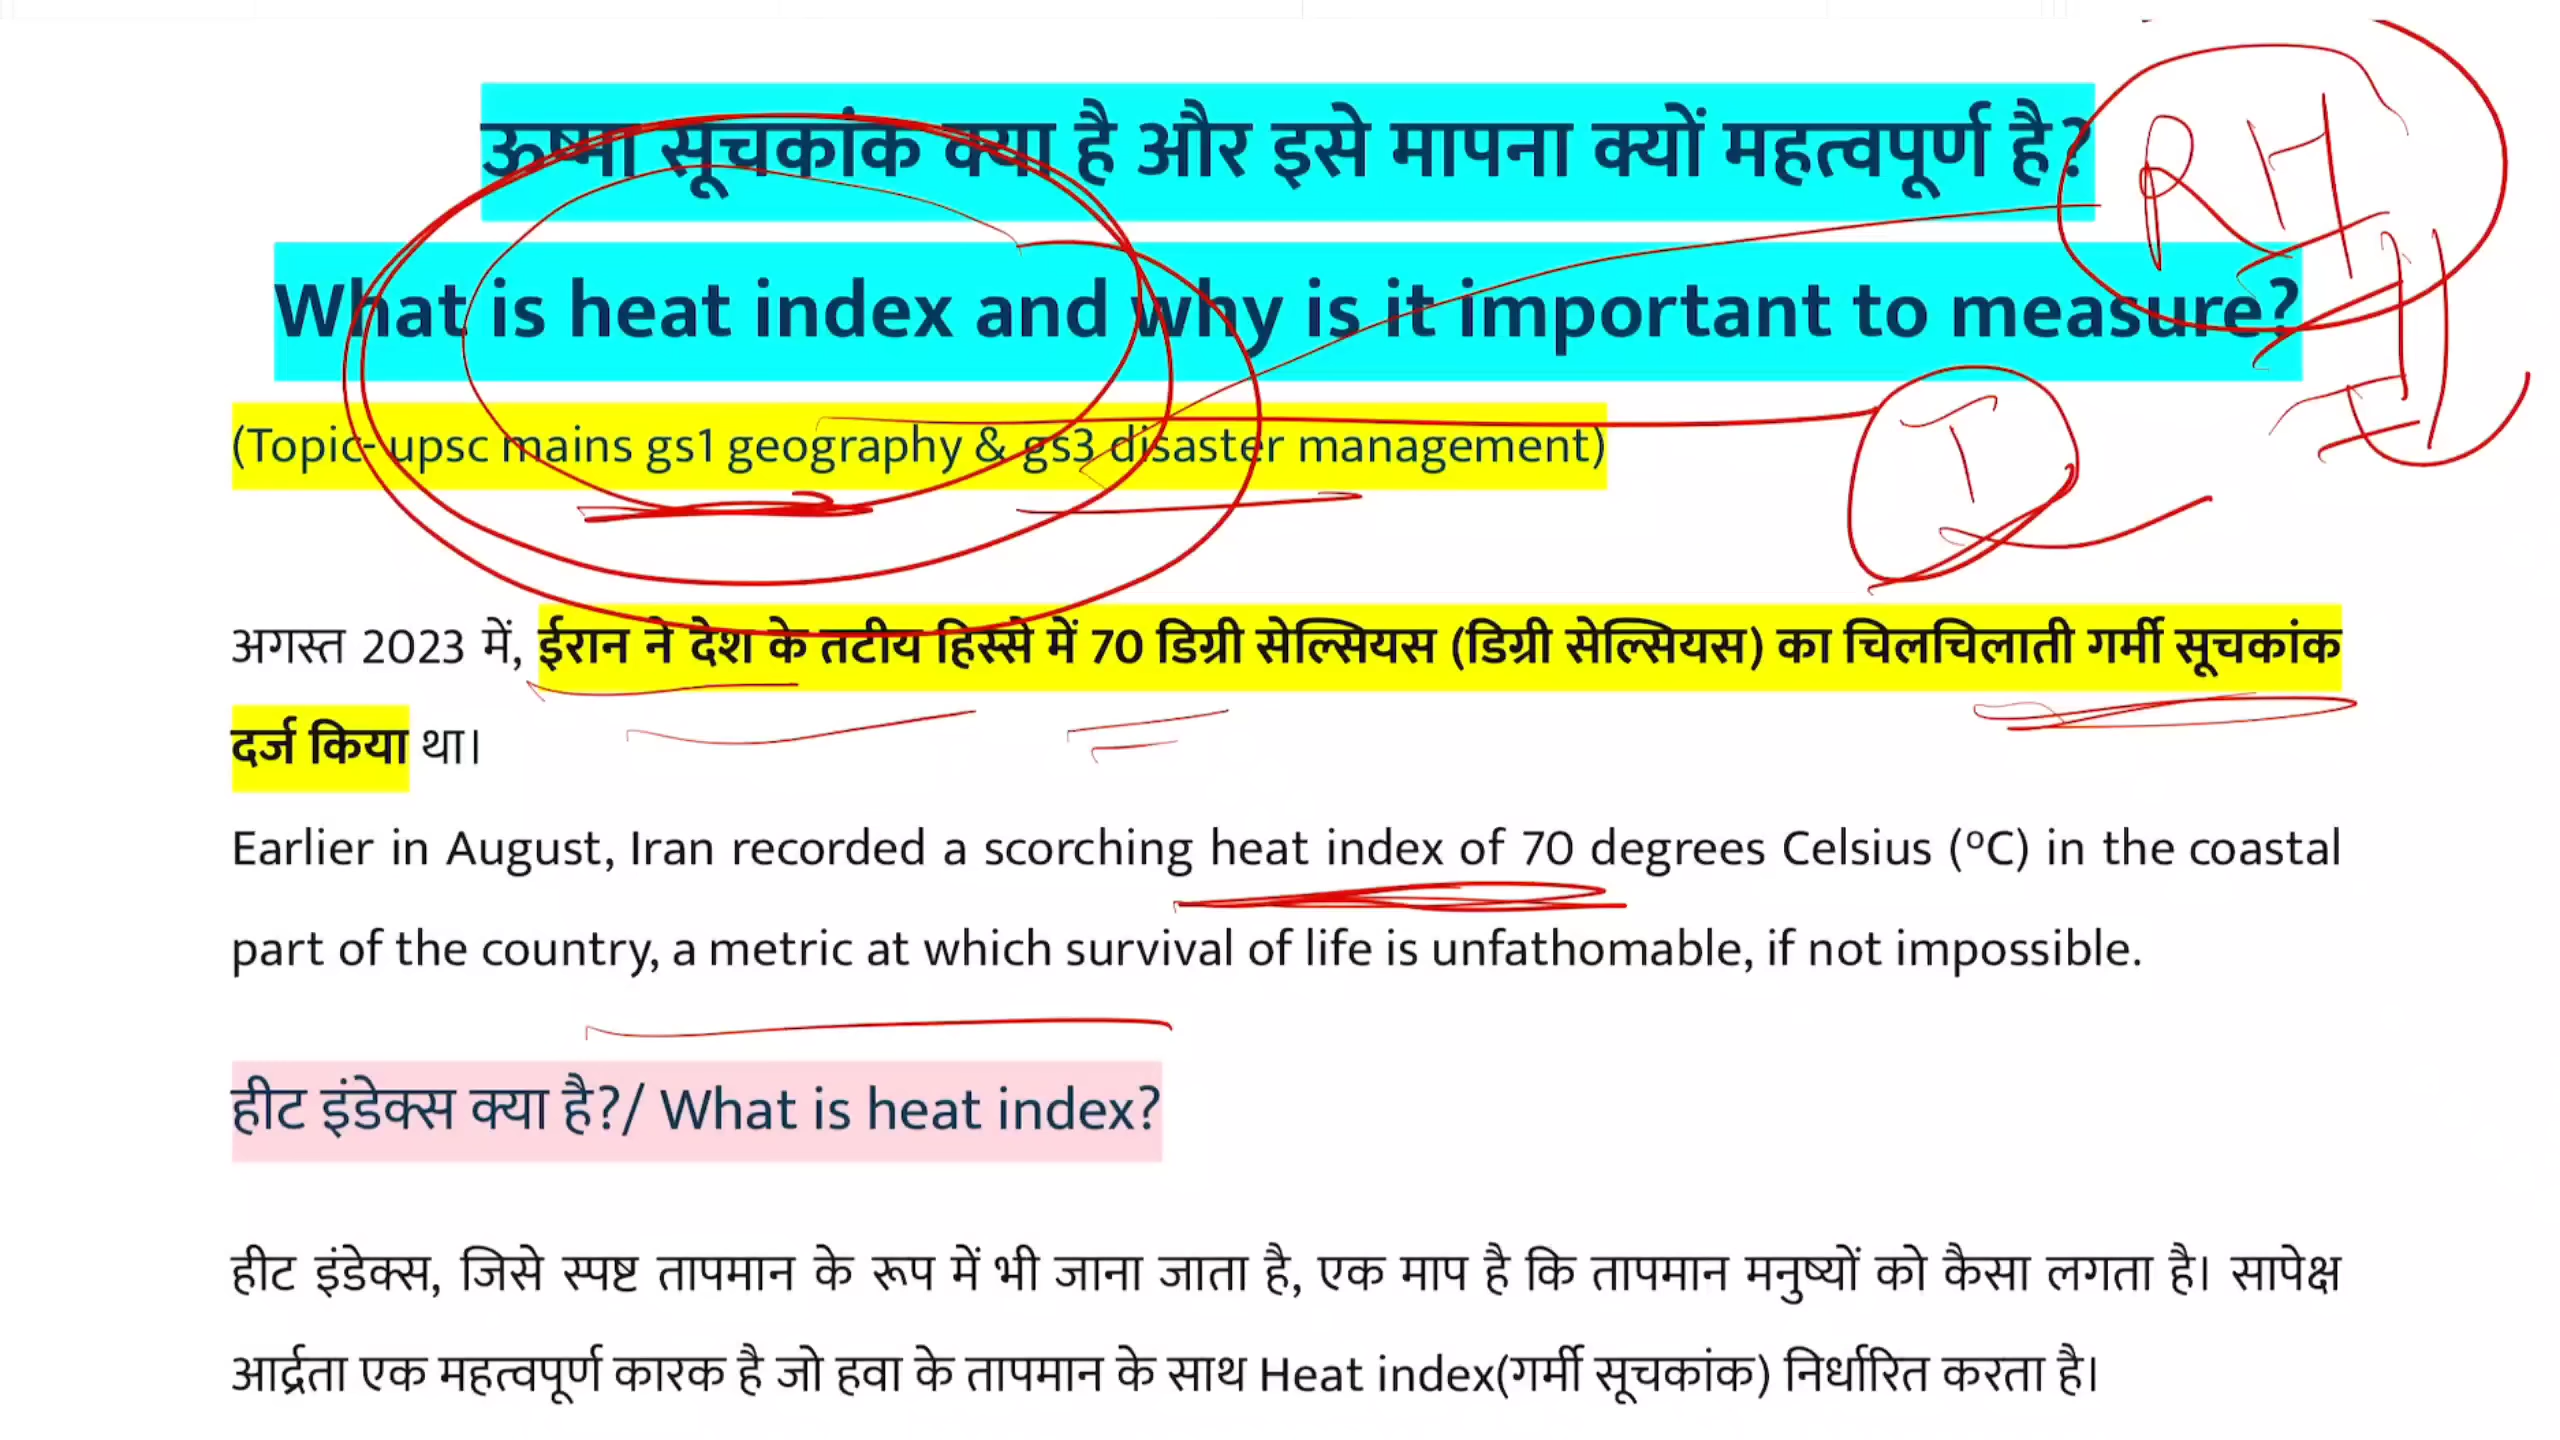 ऊष्मा सूचकांक क्या है और इसे मापना क्यों महत्वपूर्ण है?
RH
What is heat index and why is it important to measure?
(Topic- upsc mains gs1 geography & gs3 disaster management)
T
अगस्त 2023 में, ईरान ने देश के तटीय हिस्से में 70 डिग्री सेल्सियस (डिग्री सेल्सियस) का चिलचिलाती गर्मी सूचकांक
दर्ज किया था।
Earlier in August, Iran recorded a scorching heat index of 70 degrees Celsius (ºC) in the coastal
part of the country, a metric at which survival of life is unfathomable, if not impossible.
हीट इंडेक्स क्या है?/ What is heat index?
हीट इंडेक्स, जिसे स्पष्ट तापमान के रूप में भी जाना जाता है, एक माप है कि तापमान मनुष्यों को कैसा लगता है। सापेक्ष
आर्द्रता एक महत्वपूर्ण कारक है जो हवा के तापमान के साथ Heat index(गर्मी सूचकांक) निर्धारित करता है।